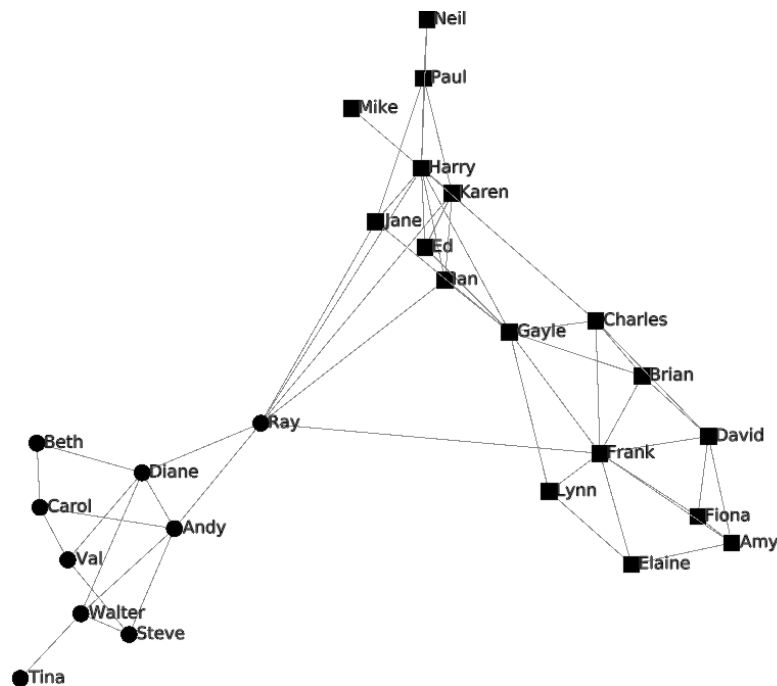 Neil
Paul
Mike
Harry
Karen
Jane
Ed
Ian
Charles
Gayle
Brian
Ray
David
Beth
Frank
Diane
Lynn
Carol
Fiona
Andy
Amy
Val
Elaine
Walter
Steve
Tina